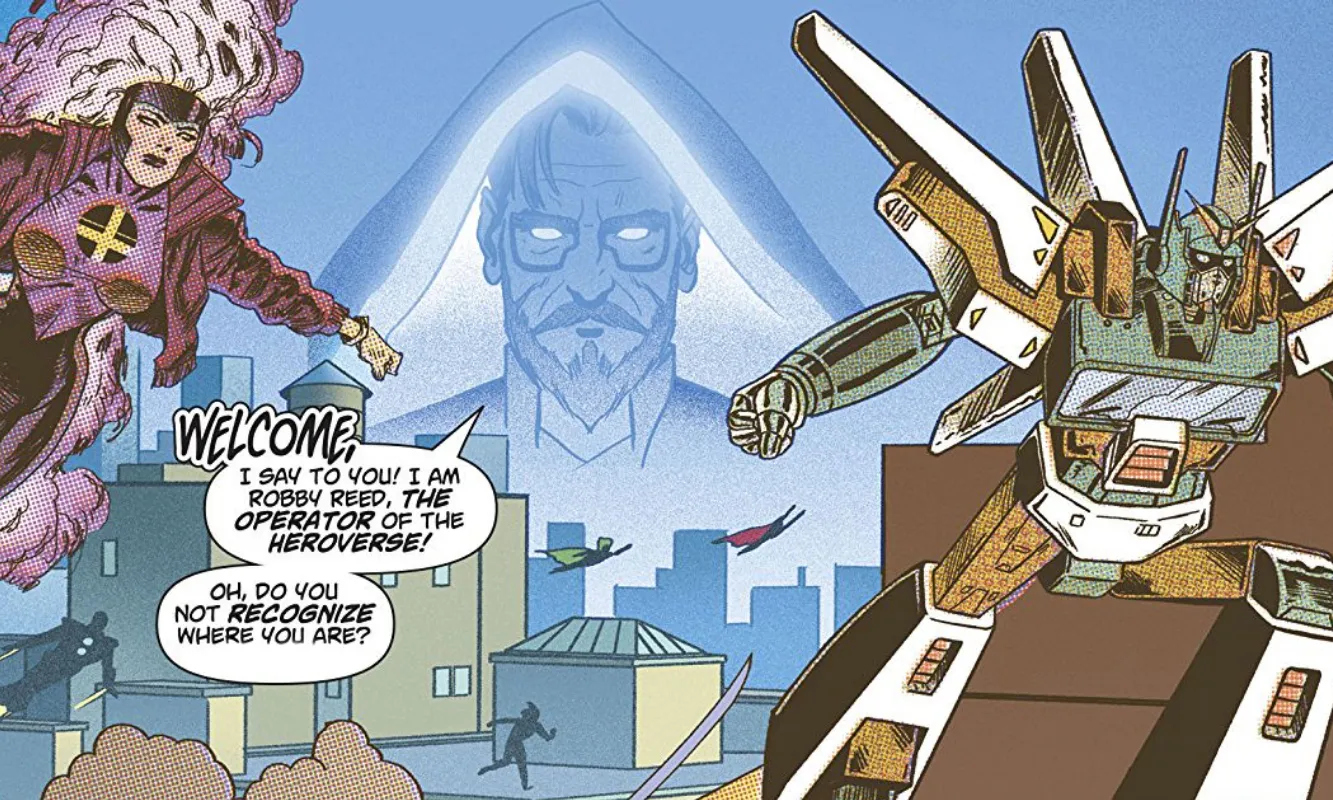 WELCOME,
I SAY TO YOU! I AM
ROBBY REED, THE
OPERATOR OF THE
HEROVERSE!
OH, DO YOU
NOT RECOGNIZE
WHERE YOU ARE?